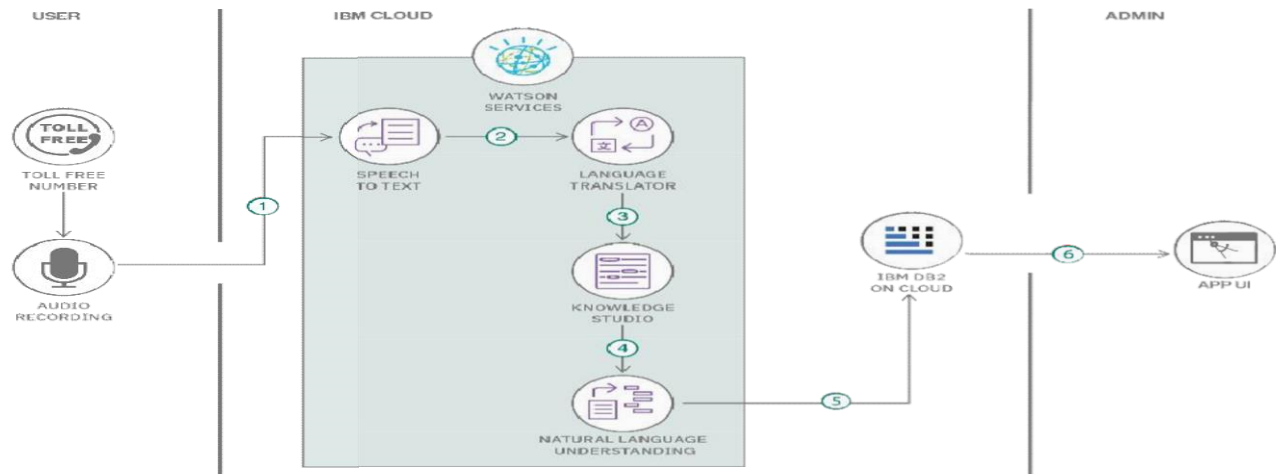 USER
IBM CLOUD
ADMIN
WATSON
SERVICES
TOLL
FREE
TOLL FREE
NUMBER
1
AUDIO
RECORDING
SPEECH
TO TEXT
2
A
文
LANGUAGE
TRANSLATOR
3
KNOWLEDGE
STUDIO
4
NATURAL LANGUAGE
UNDERSTANDING
5
IBM DB2
ON CLOUD
6
APP UI